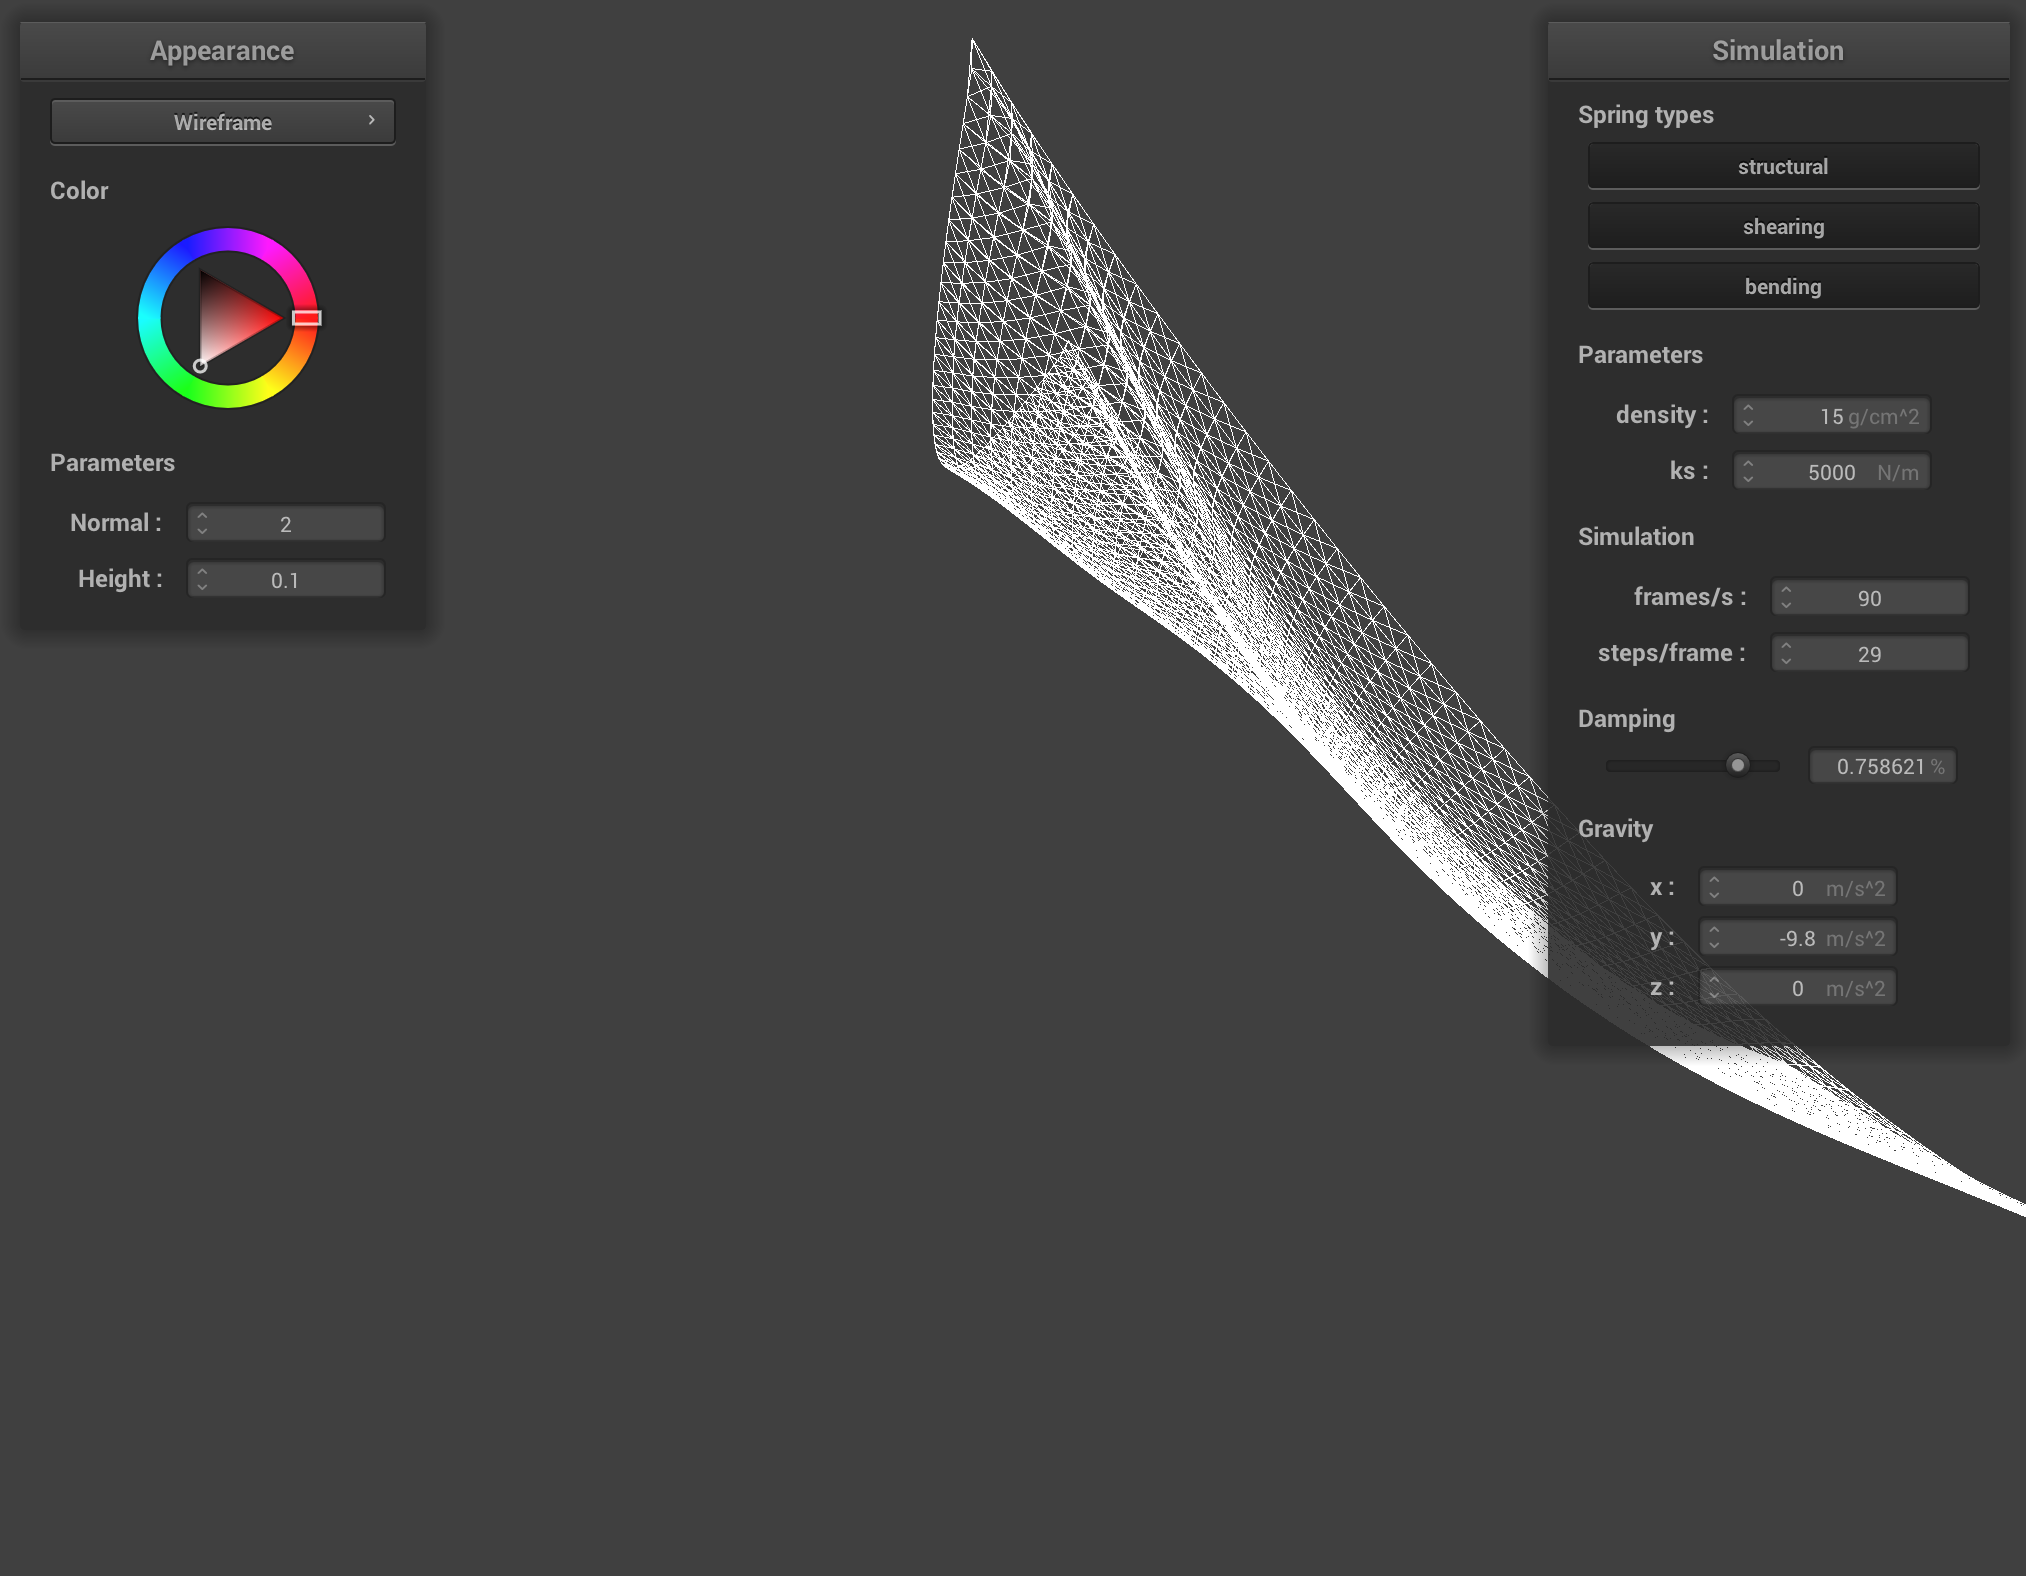 Appearance
Wireframe
Color
Parameters
Normal : 2
Height : 0.1
Simulation
Spring types
structural
shearing
bending
Parameters
density : 15 g/cm^2
ks : 5000 N/m
Simulation
frames/s : 90
steps/frame : 29
Damping
0.758621 %
Gravity
x : 0 m/s^2
y : -9.8 m/s^2
z : 0 m/s^2